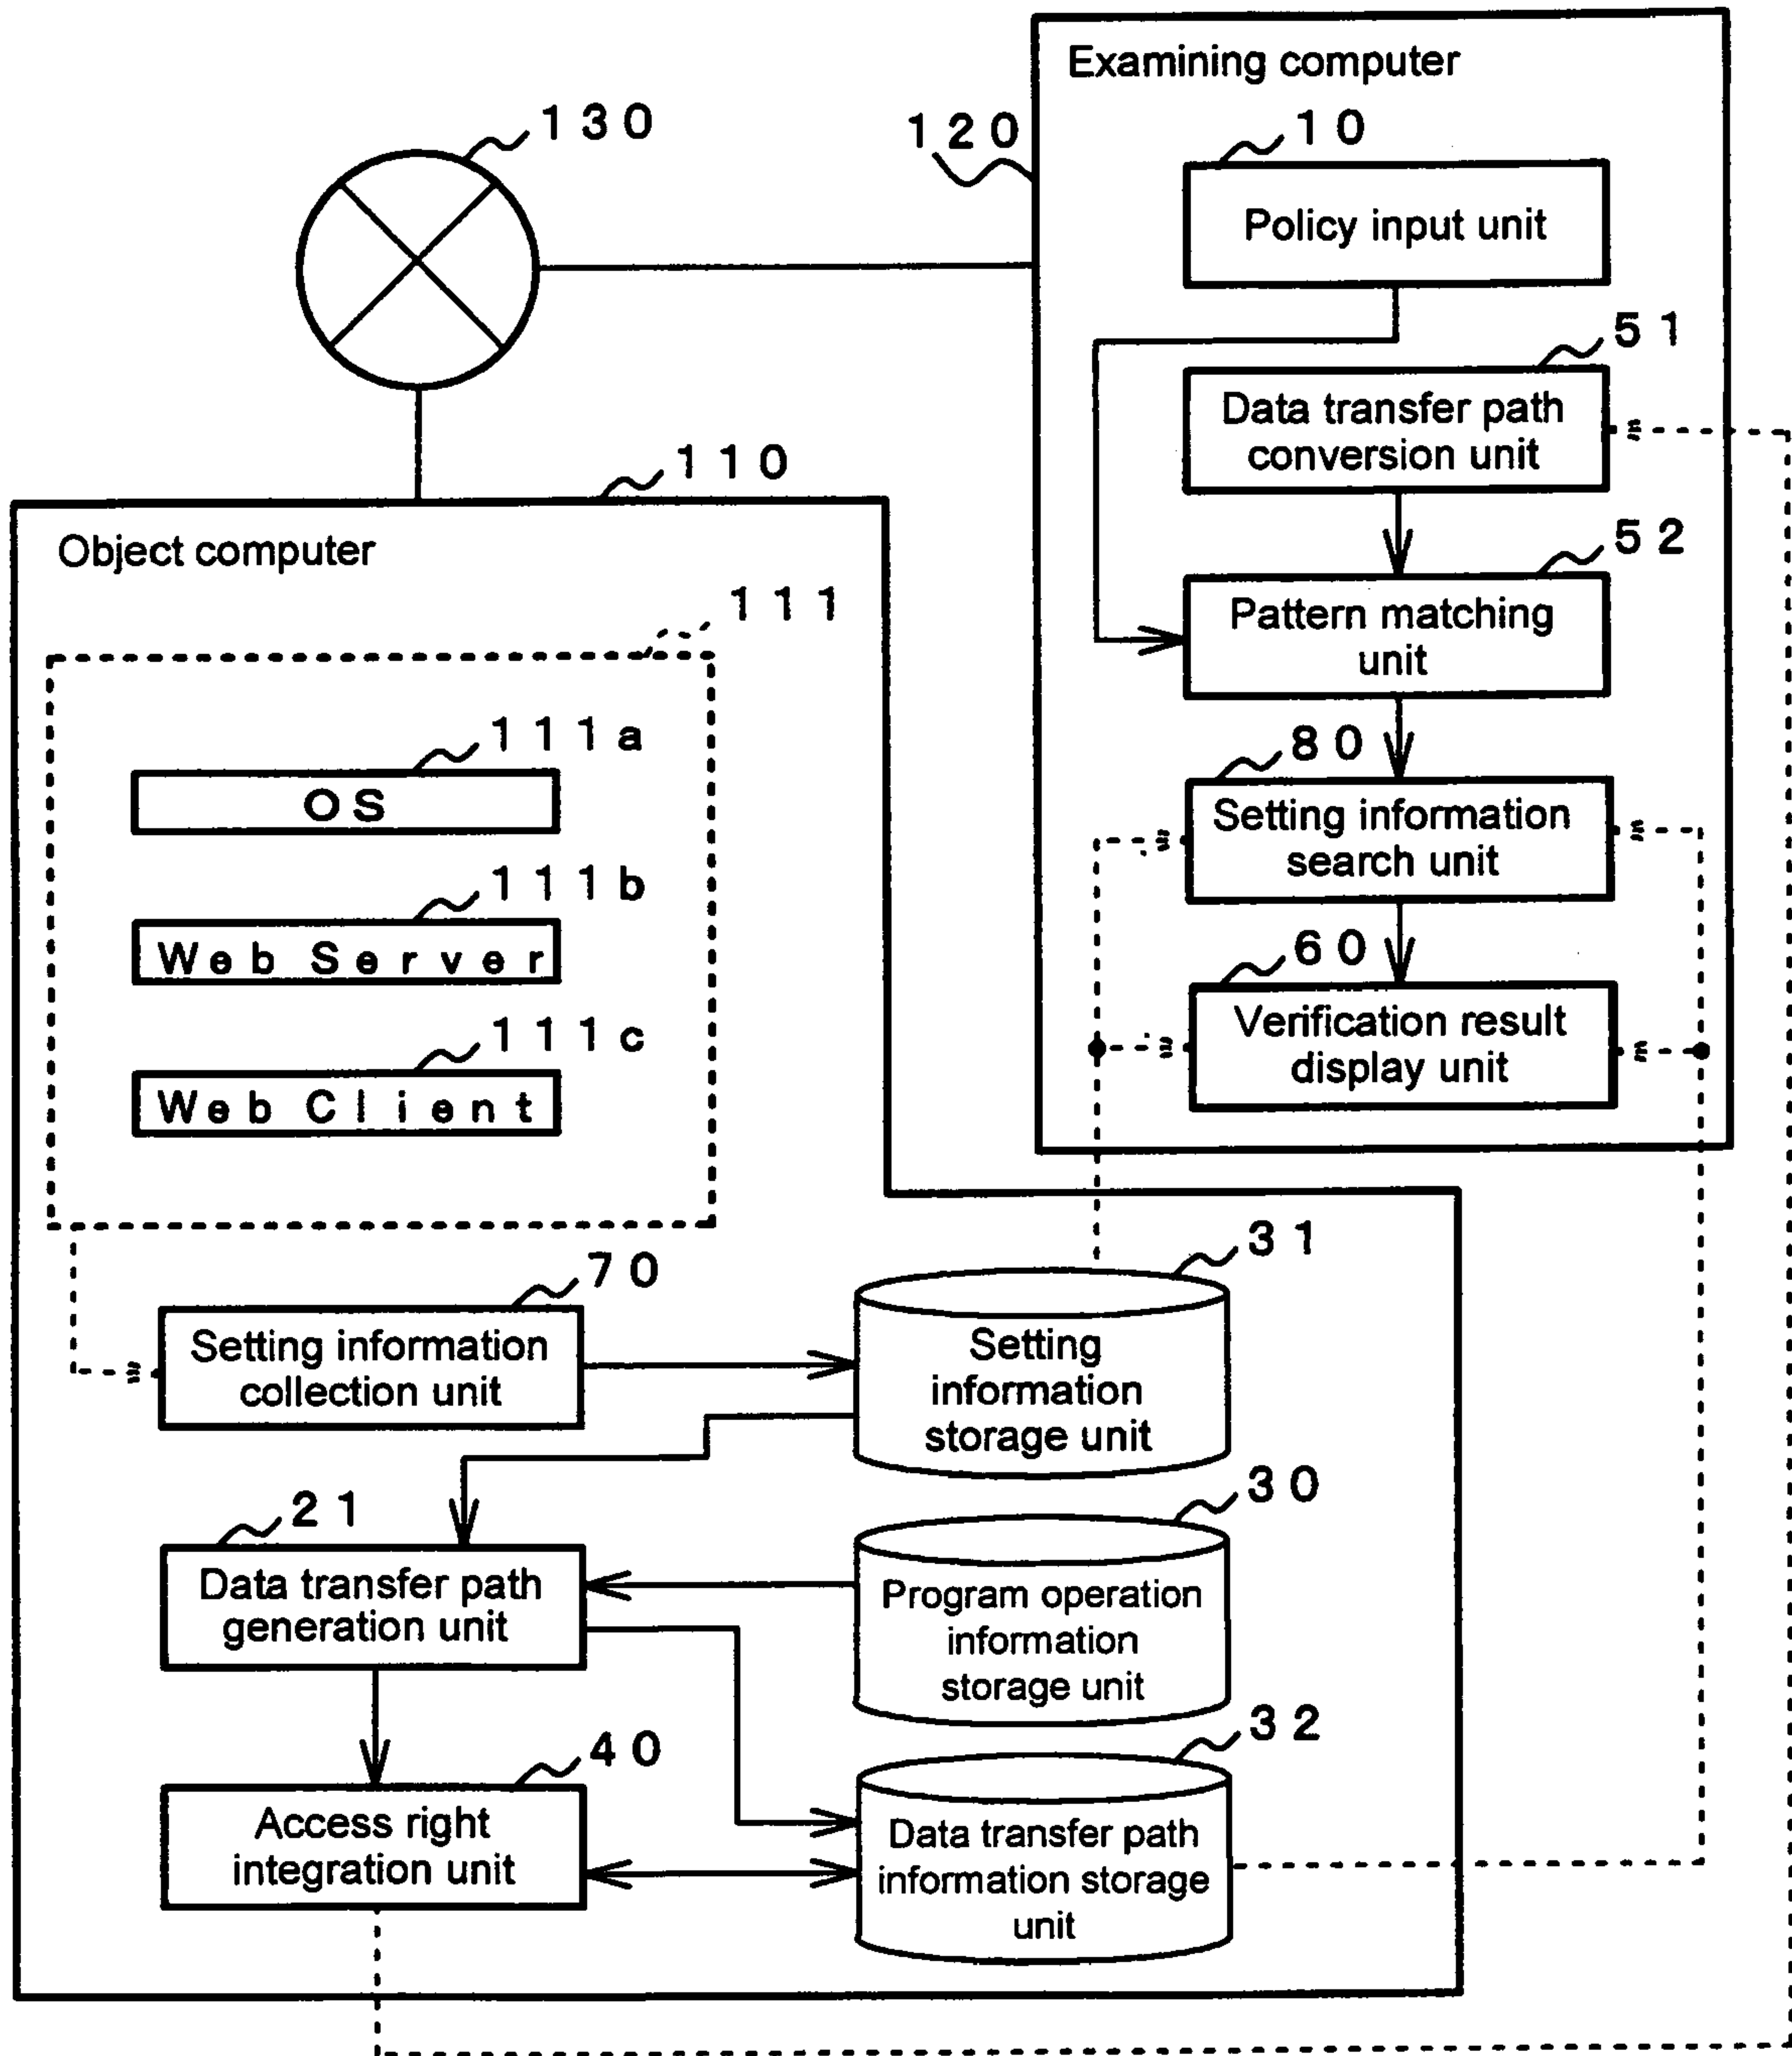 Examining computer
130
120
10
Policy input unit
51
Data transfer path
conversion unit
110
Object computer
52
Pattern matching
unit
111
111a
OS
80
Setting information
search unit
111b
Web Server
60
Verification result
display unit
111c
Web Client
31
Setting
information
storage unit
70
Setting information
collection unit
30
Program operation
information
storage unit
21
Data transfer path
generation unit
32
Data transfer path
information storage
unit
40
Access right
integration unit